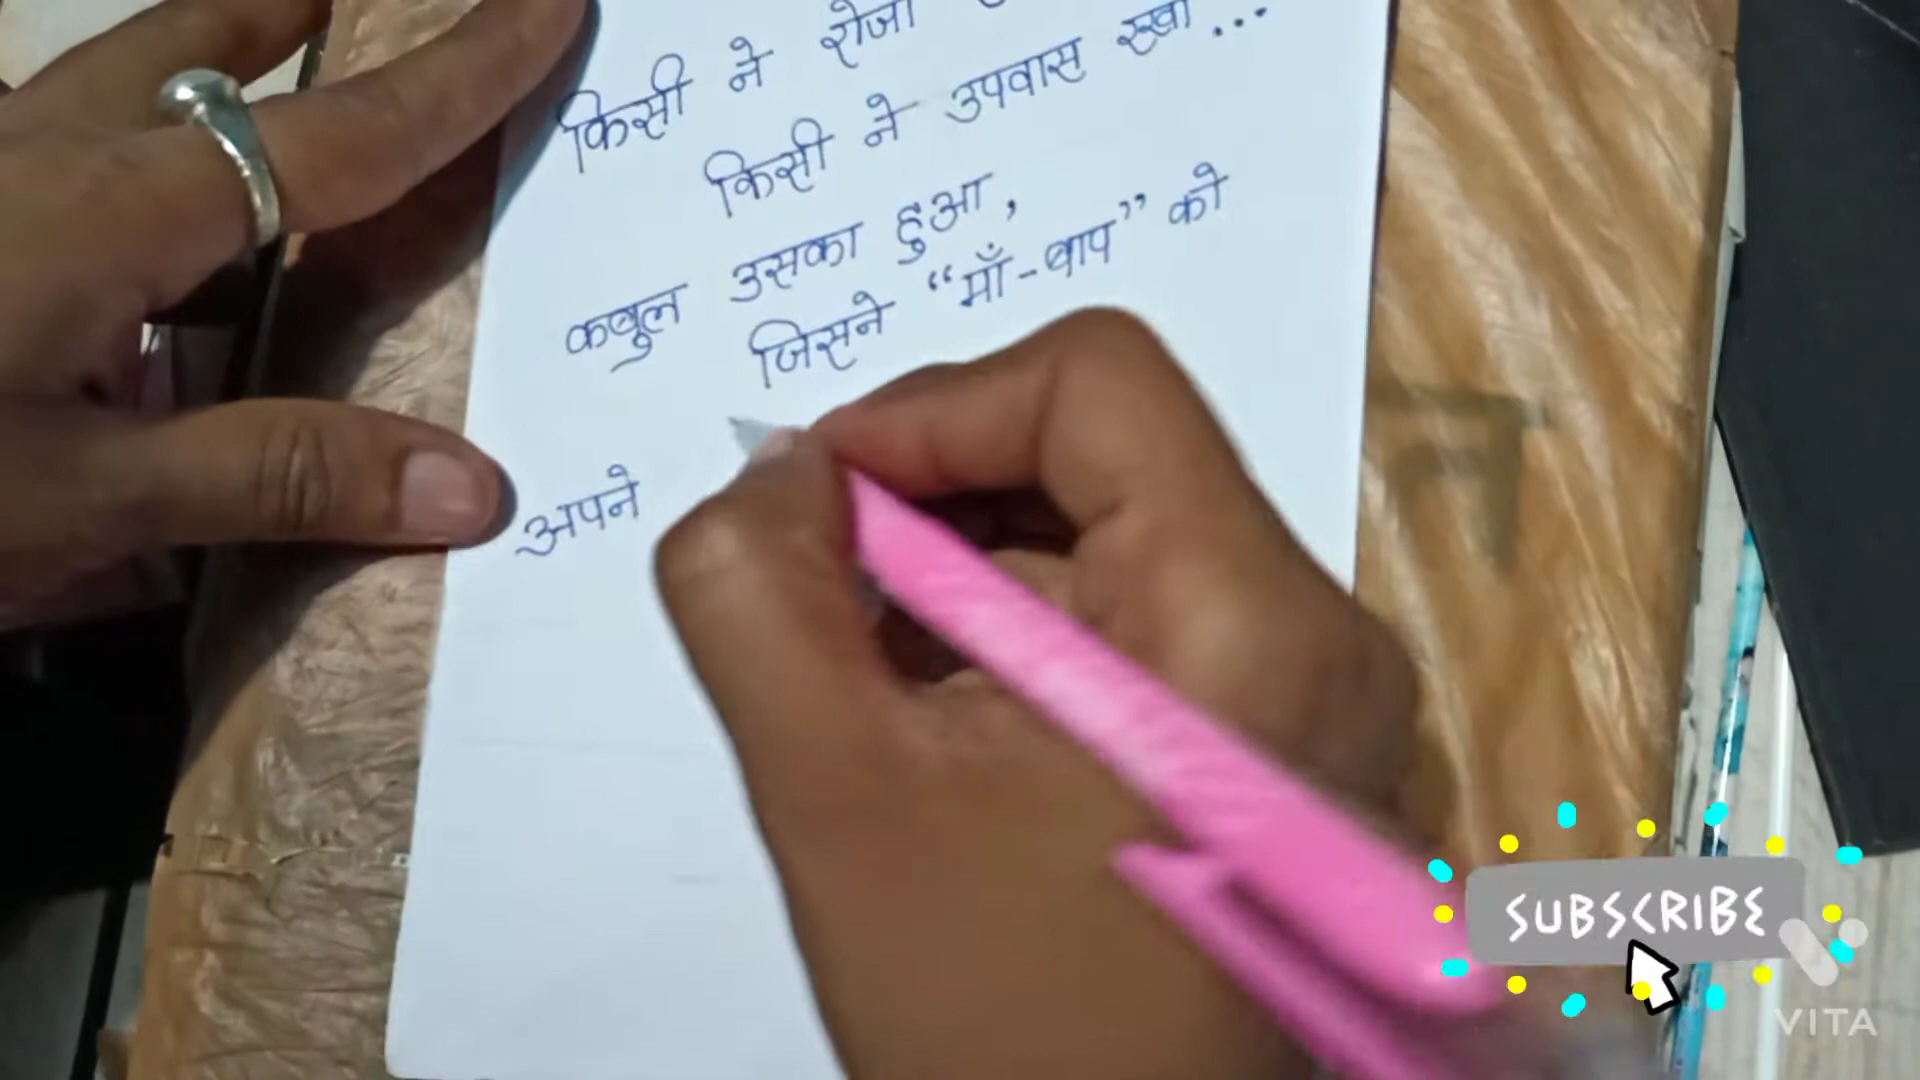 किसी ने रोजा
किसी ने उपवास रखा...
कबुल उसका हुआ,
जिसने “माँ-बाप” को
अपने
SUBSCRIBE
VITA